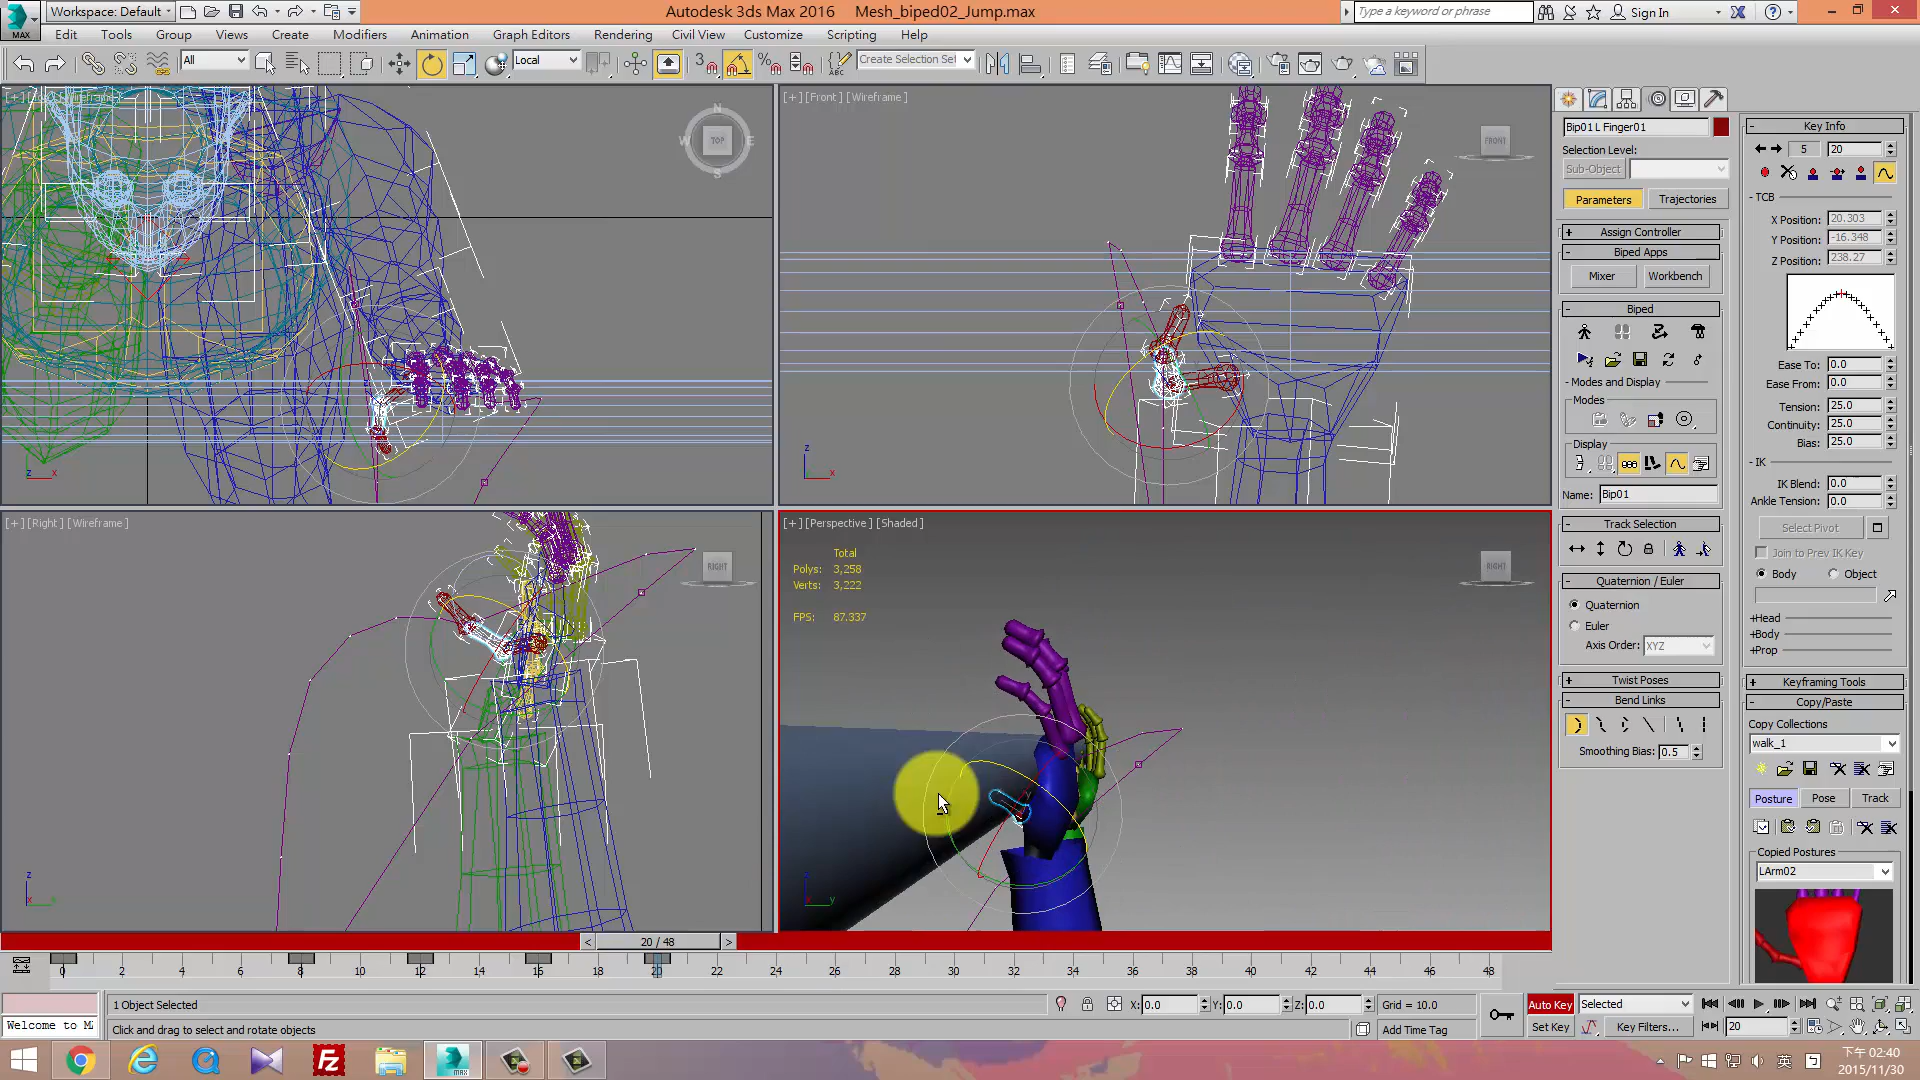 Workspace: Default
Autodesk 3ds Max 2016 Mesh_biped02_Jump.max
Type a keyword or phrase
Sign In
MAX
Edit Tools Group Views Create Modifiers Animation Graph Editors Rendering Civil View Customize Scripting Help
All
Local
3
Create Selection Set
[+] [Wireframe]
N
W TOP E
S
[+] [Front] [Wireframe]
FRONT
[+] [Right] [Wireframe]
RIGHT
[+] [Perspective] [Shaded]
RIGHT
Total
Polys: 3,258
Verts: 3,222
FPS: 87.337
Bip01 L Finger01
Selection Level:
Sub-Object
Parameters Trajectories
+ Assign Controller
- Biped Apps
Mixer Workbench
- Biped
- Modes and Display
Modes
Display
Name: Bip01
- Track Selection
- Quaternion / Euler
Quaternion
Euler
Axis Order: XYZ
+ Twist Poses
- Bend Links
Smoothing Bias: 0.5
- Key Info
5 20
- TCB
X Position: 20.303
Y Position: -16.348
Z Position: 238.27
Ease To: 0.0
Ease From: 0.0
Tension: 25.0
Continuity: 25.0
Bias: 25.0
- IK
IK Blend: 0.0
Ankle Tension: 0.0
Select Pivot
Join to Prev IK Key
Body Object
+Head
+Body
+Prop
+ Keyframing Tools
- Copy/Paste
Copy Collections
walk_1
Posture Pose Track
Copied Postures
LArm02
< 20 / 48 >
0 2 4 6 8 10 12 14 16 18 20 22 24 26 28 30 32 34 36 38 40 42 44 46 48
1 Object Selected
X: 0.0 Y: 0.0 Z: 0.0 Grid = 10.0
Auto Key Selected
Welcome to M
Click and drag to select and rotate objects
Add Time Tag
Set Key Key Filters... 20
英
下午 02:40
2015/11/30